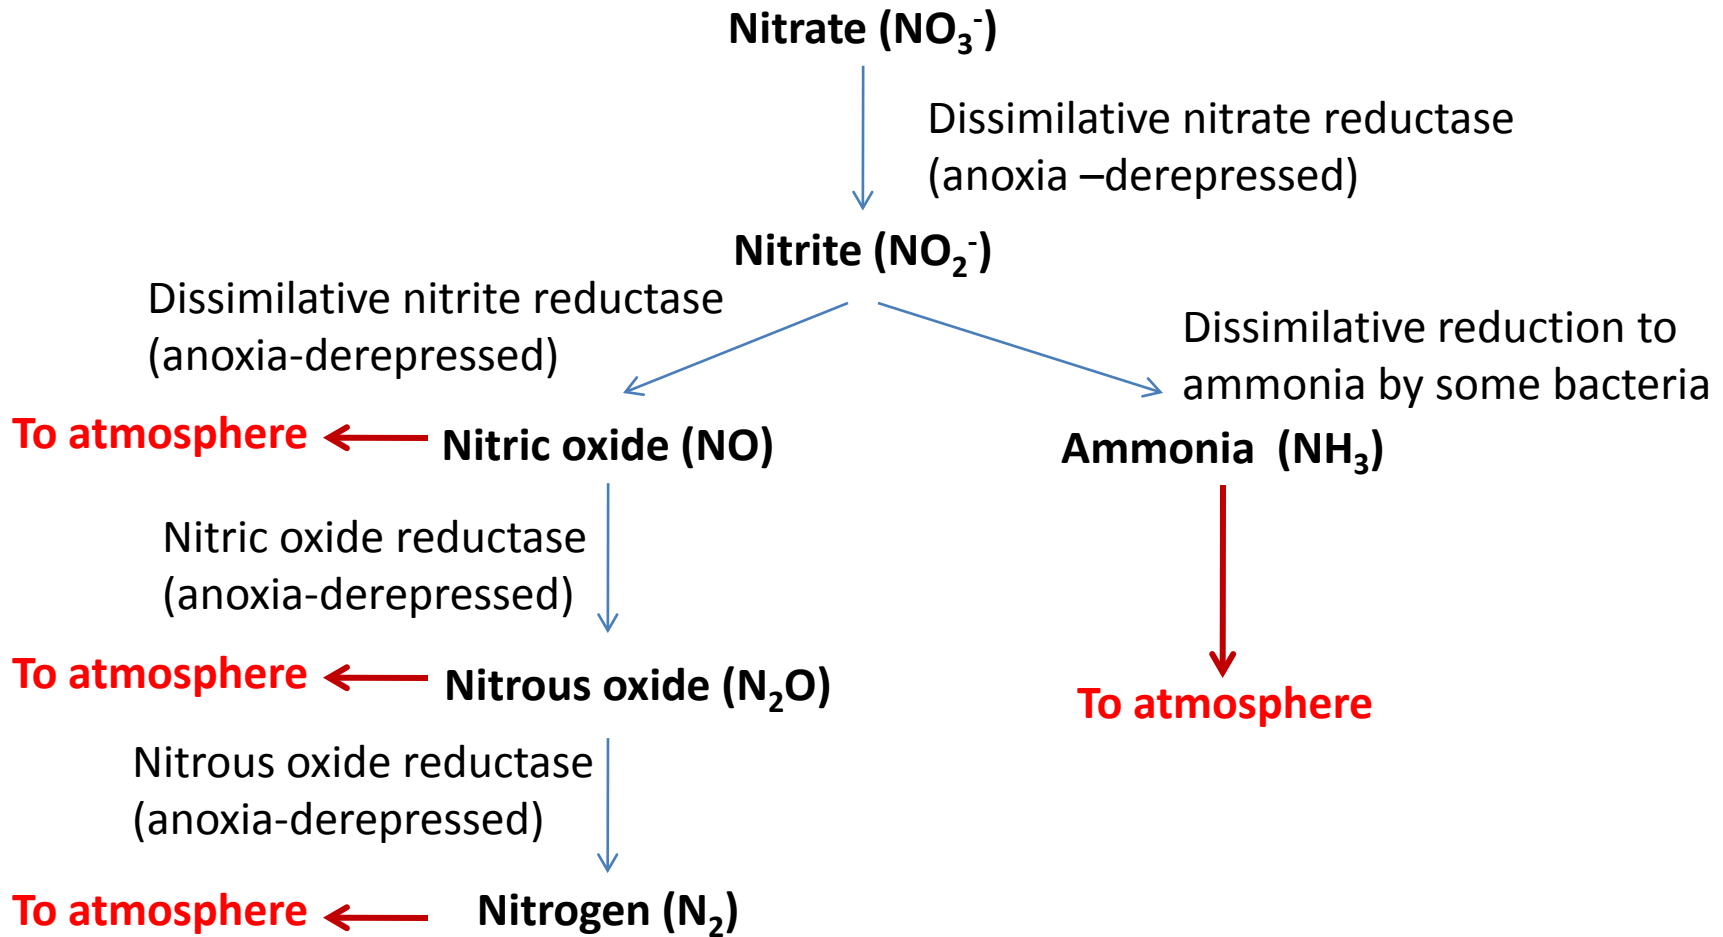 Nitrate (NO₃⁻)
Dissimilative nitrate reductase
(anoxia –derepressed)
Nitrite (NO₂⁻)
Dissimilative nitrite reductase
(anoxia-derepressed)
Dissimilative reduction to
ammonia by some bacteria
To atmosphere
Nitric oxide (NO)
Ammonia (NH₃)
Nitric oxide reductase
(anoxia-derepressed)
To atmosphere
Nitrous oxide (N₂O)
To atmosphere
Nitrous oxide reductase
(anoxia-derepressed)
To atmosphere
Nitrogen (N₂)